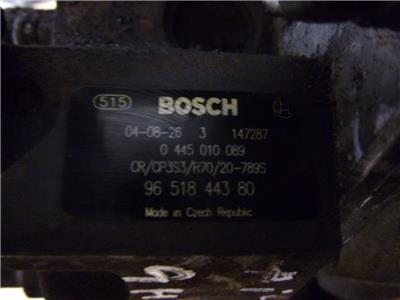 515 BOSCH
04-08-26 3 147287
0 445 010 089
CR/CP3S3/R70/20-789S
96 518 443 80
Made in Czech Republic